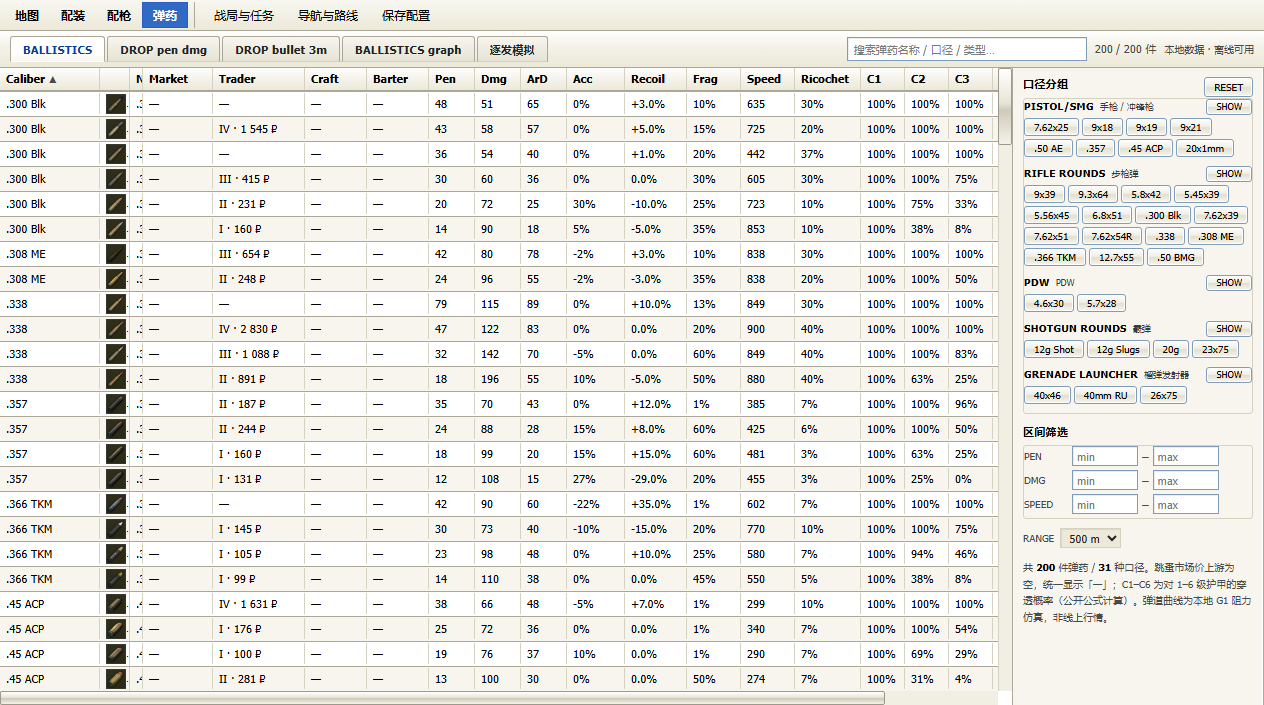 地图 配装 配枪 弹药 战局与任务 导航与路线 保存配置
BALLISTICS DROP pen dmg DROP bullet 3m BALLISTICS graph 逐发模拟 搜索弹药名称 / 口径 / 类型... 200 / 200 件 本地数据 · 离线可用
Caliber ▲ N Market Trader Craft Barter Pen Dmg ArD Acc Recoil Frag Speed Ricochet C1 C2 C3
.300 Blk — — — — 48 51 65 0% +3.0% 10% 635 30% 100% 100% 100%
.300 Blk — IV · 1 545 ₽ — — 43 58 57 0% +5.0% 15% 725 20% 100% 100% 100%
.300 Blk — — — — 36 54 40 0% +1.0% 20% 442 37% 100% 100% 100%
.300 Blk — III · 415 ₽ — — 30 60 36 0% 0.0% 30% 605 30% 100% 100% 75%
.300 Blk — II · 231 ₽ — — 20 72 25 30% -10.0% 25% 723 10% 100% 75% 33%
.300 Blk — I · 160 ₽ — — 14 90 18 5% -5.0% 35% 853 10% 100% 38% 8%
.308 ME — III · 654 ₽ — — 42 80 78 -2% +3.0% 10% 838 30% 100% 100% 100%
.308 ME — II · 248 ₽ — — 24 96 55 -2% -3.0% 35% 838 20% 100% 100% 50%
.338 — — — — 79 115 89 0% +10.0% 13% 849 30% 100% 100% 100%
.338 — IV · 2 830 ₽ — — 47 122 83 0% 0.0% 20% 900 40% 100% 100% 100%
.338 — III · 1 088 ₽ — — 32 142 70 -5% 0.0% 60% 849 40% 100% 100% 83%
.338 — II · 891 ₽ — — 18 196 55 10% -5.0% 50% 880 40% 100% 63% 25%
.357 — II · 187 ₽ — — 35 70 43 0% +12.0% 1% 385 7% 100% 100% 96%
.357 — II · 244 ₽ — — 24 88 28 15% +8.0% 60% 425 6% 100% 100% 50%
.357 — I · 160 ₽ — — 18 99 20 15% +15.0% 60% 481 3% 100% 63% 25%
.357 — I · 131 ₽ — — 12 108 15 27% -29.0% 20% 455 3% 100% 25% 0%
.366 TKM — — — — 42 90 60 -22% +35.0% 1% 602 7% 100% 100% 100%
.366 TKM — I · 145 ₽ — — 30 73 40 -10% -15.0% 20% 770 10% 100% 100% 75%
.366 TKM — I · 105 ₽ — — 23 98 48 0% +10.0% 25% 580 7% 100% 94% 46%
.366 TKM — I · 99 ₽ — — 14 110 38 0% 0.0% 45% 550 5% 100% 38% 8%
.45 ACP — IV · 1 631 ₽ — — 38 66 48 -5% +7.0% 1% 299 10% 100% 100% 100%
.45 ACP — I · 176 ₽ — — 25 72 36 0% 0.0% 1% 340 7% 100% 100% 54%
.45 ACP — I · 100 ₽ — — 19 76 37 10% 0.0% 1% 290 7% 100% 69% 29%
.45 ACP — II · 281 ₽ — — 13 100 30 0% 0.0% 50% 274 7% 100% 31% 4%
口径分组 RESET
PISTOL/SMG 手枪 / 冲锋枪 SHOW
7.62x25 9x18 9x19 9x21
.50 AE .357 .45 ACP 20x1mm
RIFLE ROUNDS 步枪弹 SHOW
9x39 9.3x64 5.8x42 5.45x39
5.56x45 6.8x51 .300 Blk 7.62x39
7.62x51 7.62x54R .338 .308 ME
.366 TKM 12.7x55 .50 BMG
PDW PDW SHOW
4.6x30 5.7x28
SHOTGUN ROUNDS 霰弹 SHOW
12g Shot 12g Slugs 20g 23x75
GRENADE LAUNCHER 榴弹发射器 SHOW
40x46 40mm RU 26x75
区间筛选
PEN min – max
DMG min – max
SPEED min – max
RANGE 500 m
共 200 件弹药 / 31 种口径。跳蚤市场价上游为
空，统一显示「—」；C1–C6 为对 1–6 级护甲的穿
透概率（公开公式计算）。弹道曲线为本地 G1 阻力
仿真，非线上行情。